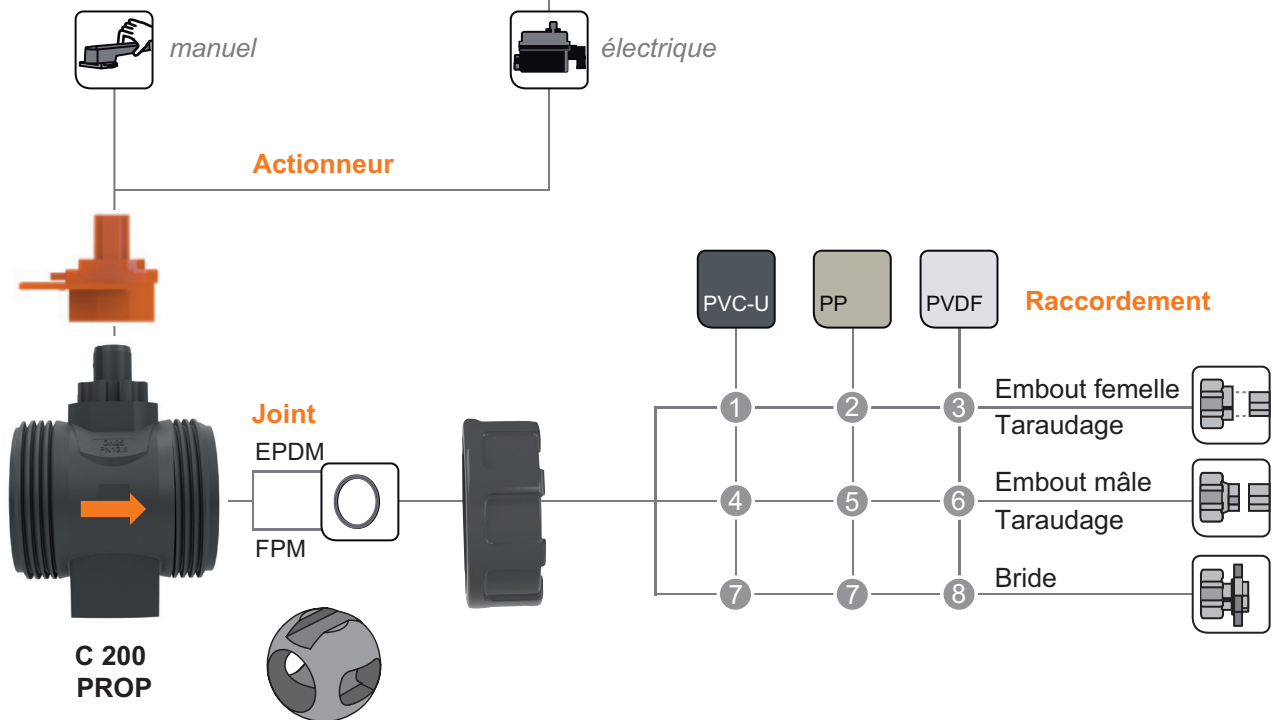 manuel
électrique
Actionneur
PVC-U
PP
PVDF
Raccordement
Joint
EPDM
FPM
1
2
3
Embout femelle
Taraudage
4
5
6
Embout mâle
Taraudage
7
7
8
Bride
C 200
PROP